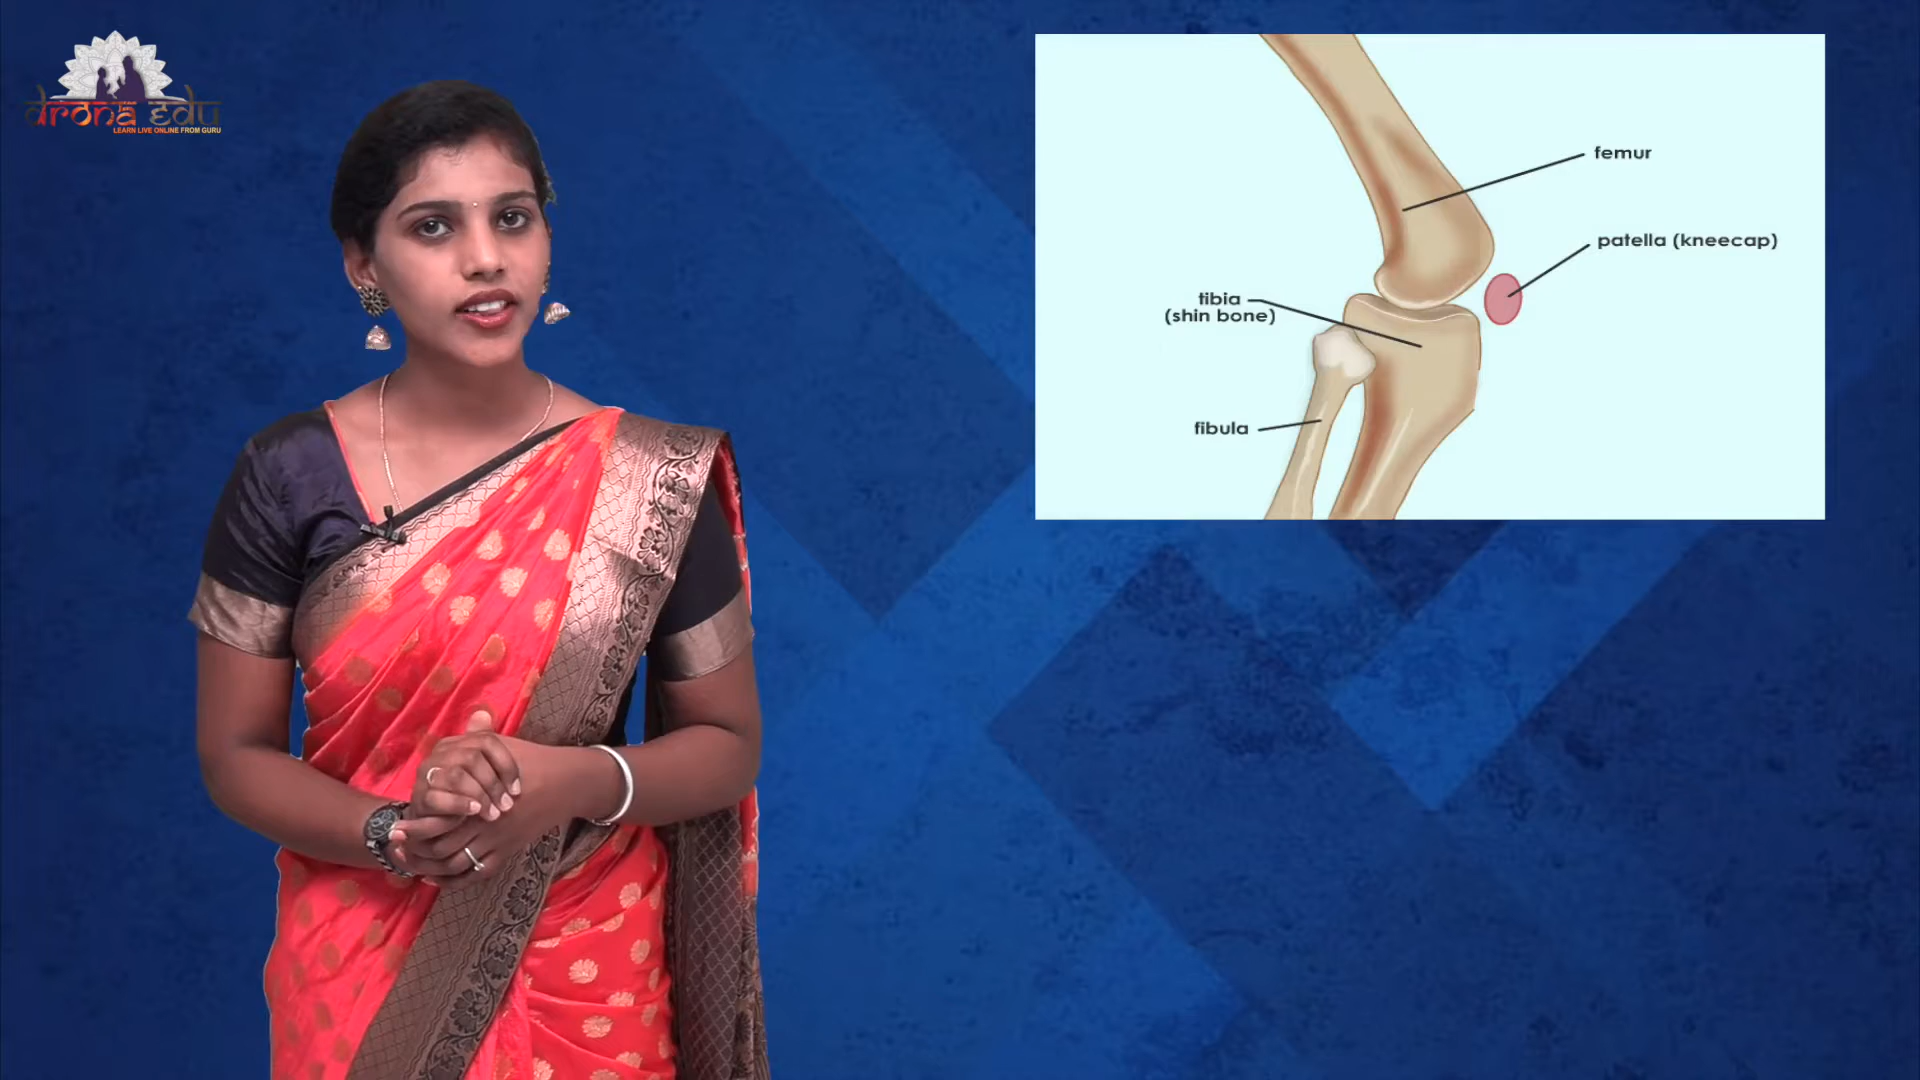 drona edu
LEARN LIVE ONLINE FROM GURU
femur
patella (kneecap)
tibia
(shin bone)
fibula